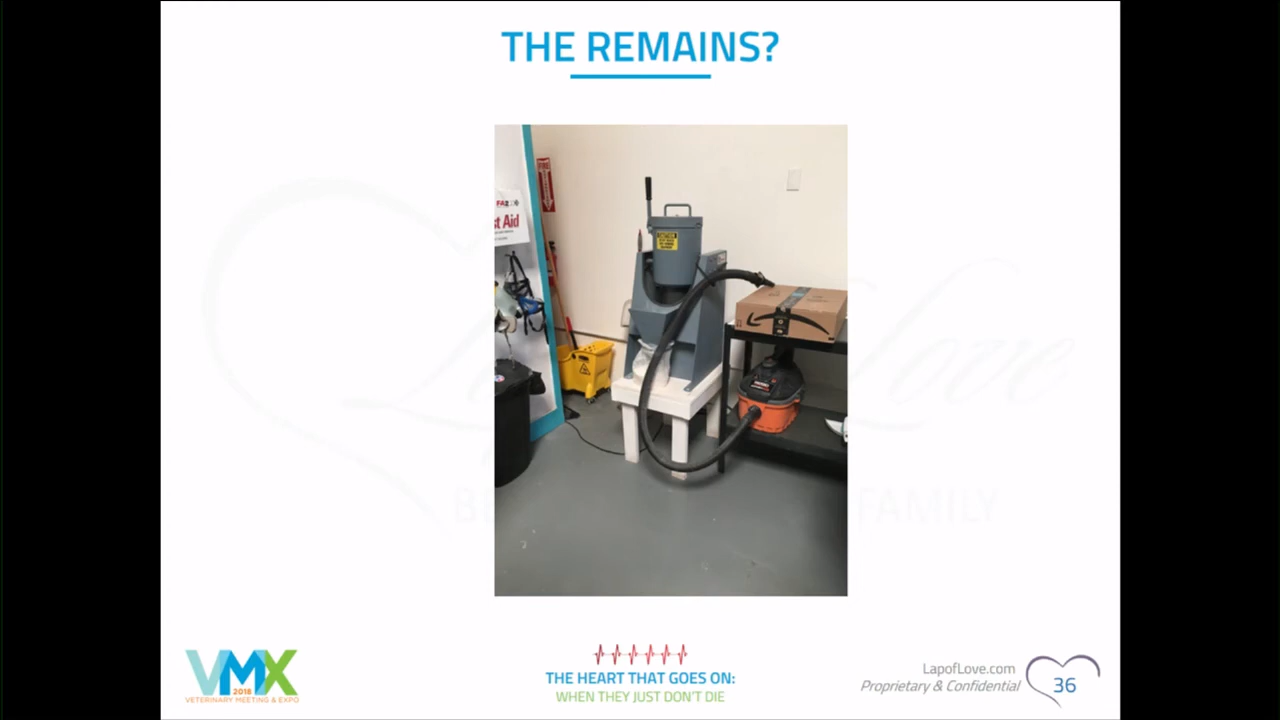 THE REMAINS?
FIRE
st Aid
VMX
2018
VETERINARY MEETING & EXPO
THE HEART THAT GOES ON:
WHEN THEY JUST DON'T DIE
LapofLove.com
Proprietary & Confidential
36